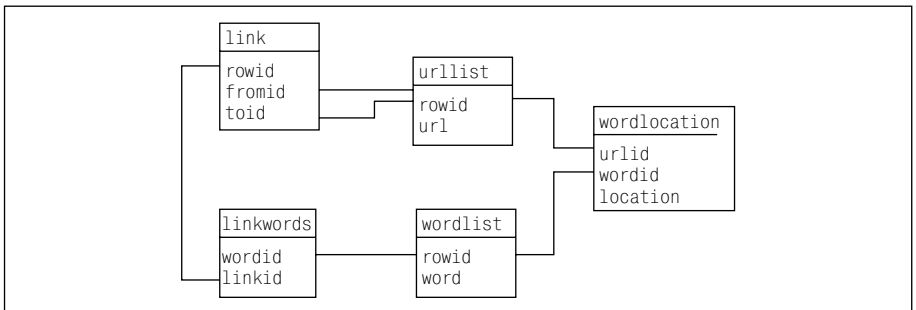 link
rowid
fromid
toid
urllist
rowid
url
wordlocation
urlid
wordid
location
linkwords
wordid
linkid
wordlist
rowid
word